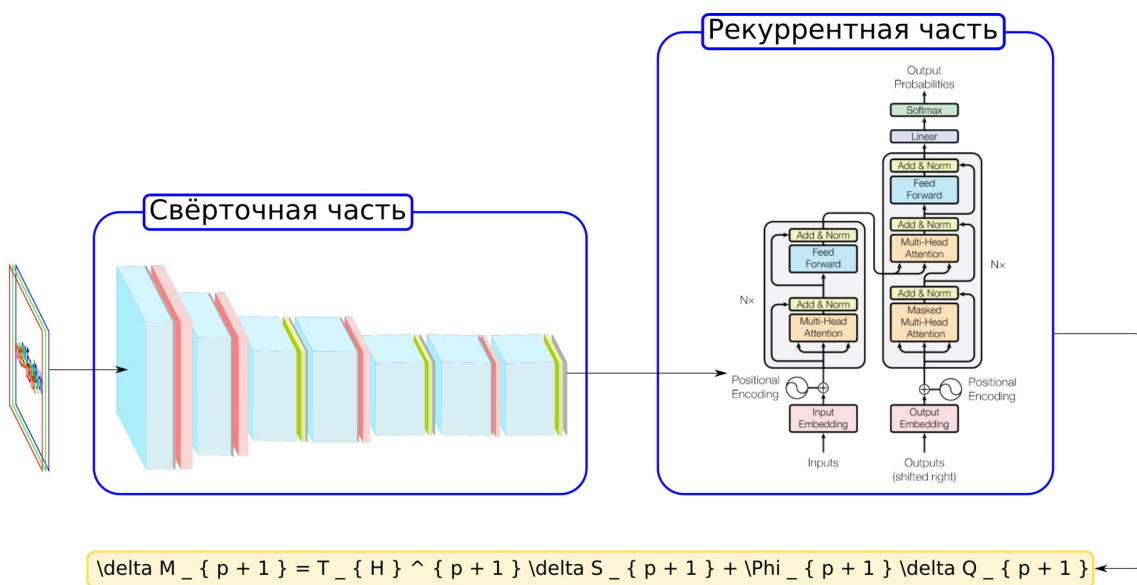 Рекуррентная часть
Output
Probabilities
Softmax
Linear
Add & Norm
Feed
Forward
Add & Norm
Multi-Head
Attention
Nx
Add & Norm
Masked
Multi-Head
Attention
Add & Norm
Feed
Forward
Nx
Add & Norm
Multi-Head
Attention
Positional
Encoding
Positional
Encoding
Input
Embedding
Output
Embedding
Inputs
Outputs
(shifted right)
Свёрточная часть
\delta M _ { p + 1 } = T _ { H } ^ { p + 1 } \delta S _ { p + 1 } + \Phi _ { p + 1 } \delta Q _ { p + 1 }